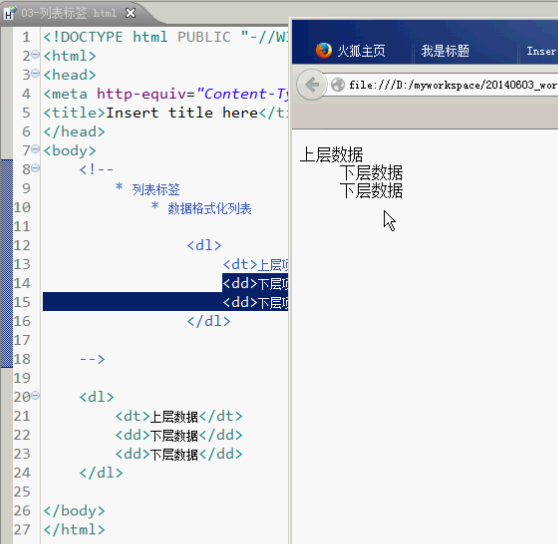 03-列表标签.html
1 <!DOCTYPE html PUBLIC "-//W
2 <html>
3 <head>
4 <meta http-equiv="Content-Ty
5 <title>Insert title here</ti
6 </head>
7 <body>
8 <!--
9 * 列表标签
10 * 数据格式化列表
11
12 <dl>
13 <dt>上层项
14 <dd>下层项
15 <dd>下层项
16 </dl>
17
18 -->
19
20 <dl>
21 <dt>上层数据</dt>
22 <dd>下层数据</dd>
23 <dd>下层数据</dd>
24 </dl>
25
26 </body>
27 </html>
火狐主页
我是标题
Inser
file:///D:/myworkspace/20140603_wor
上层数据
下层数据
下层数据